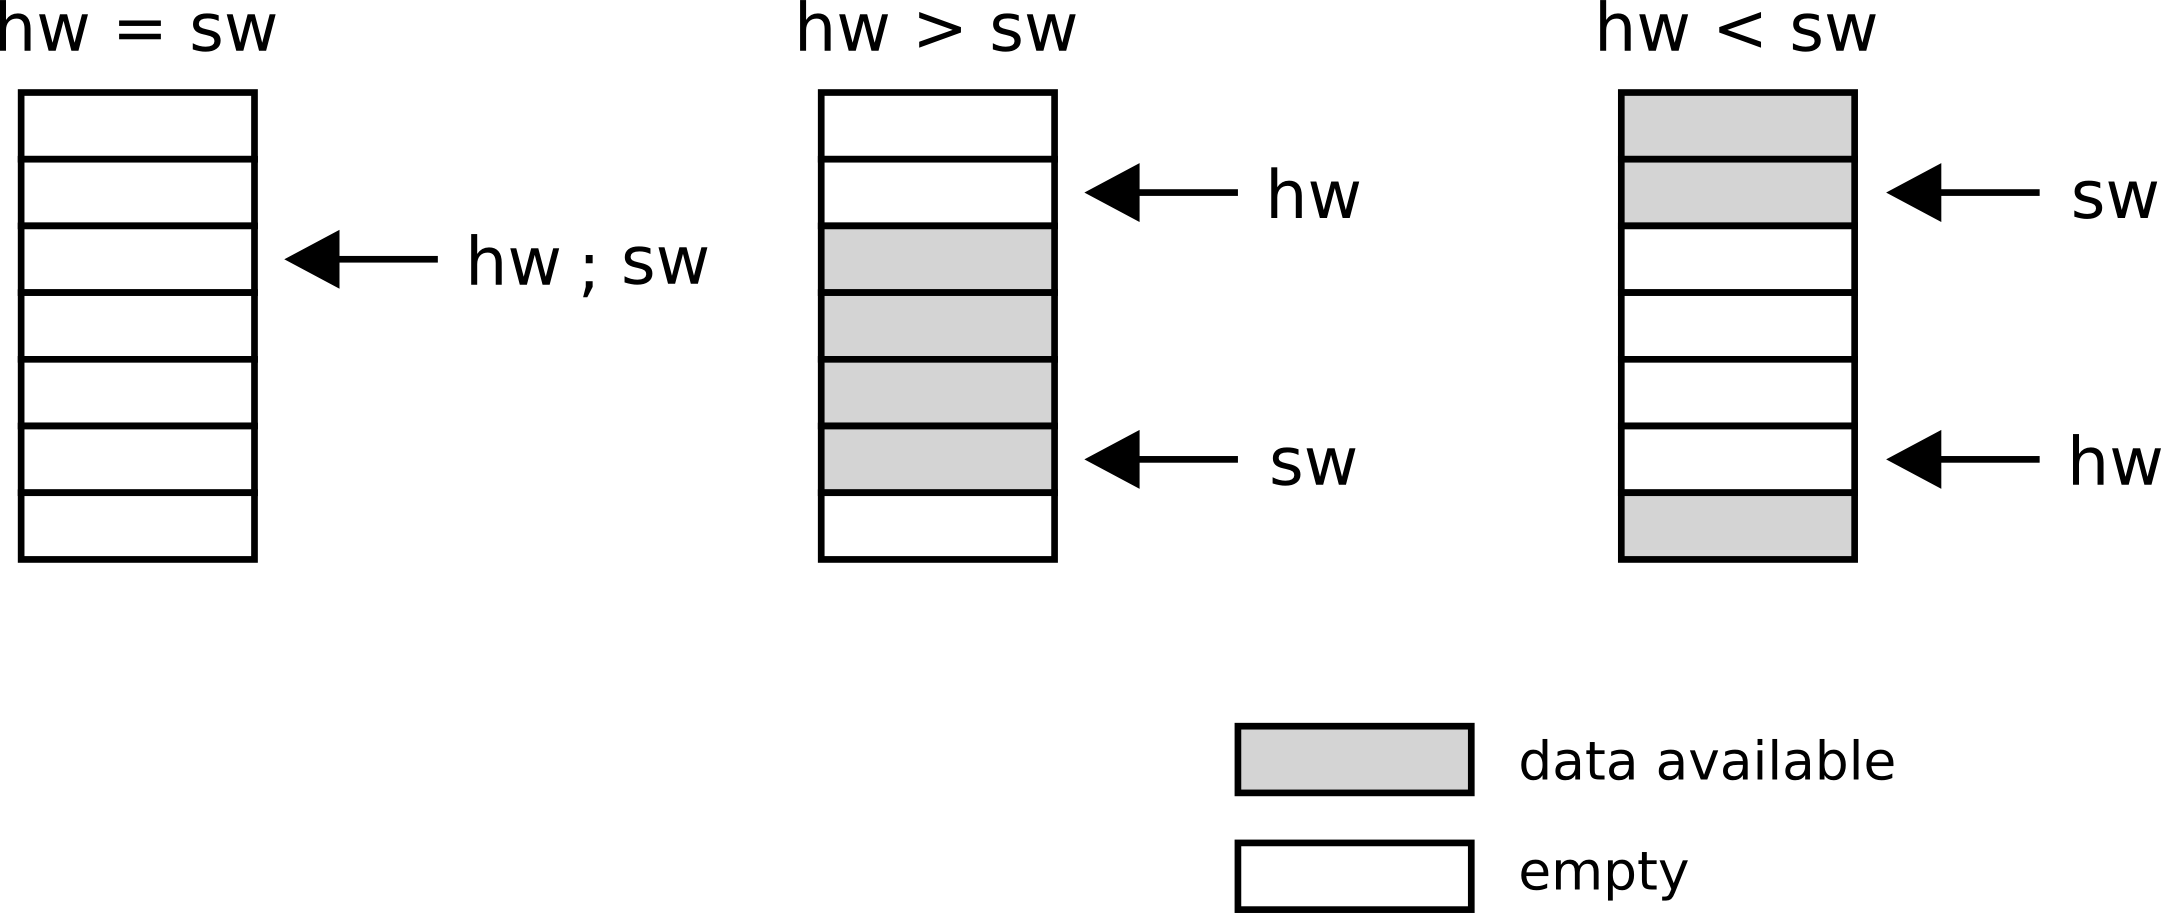 hw = sw
hw > sw
hw < sw
hw
sw
hw ; sw
sw
hw
data available
empty